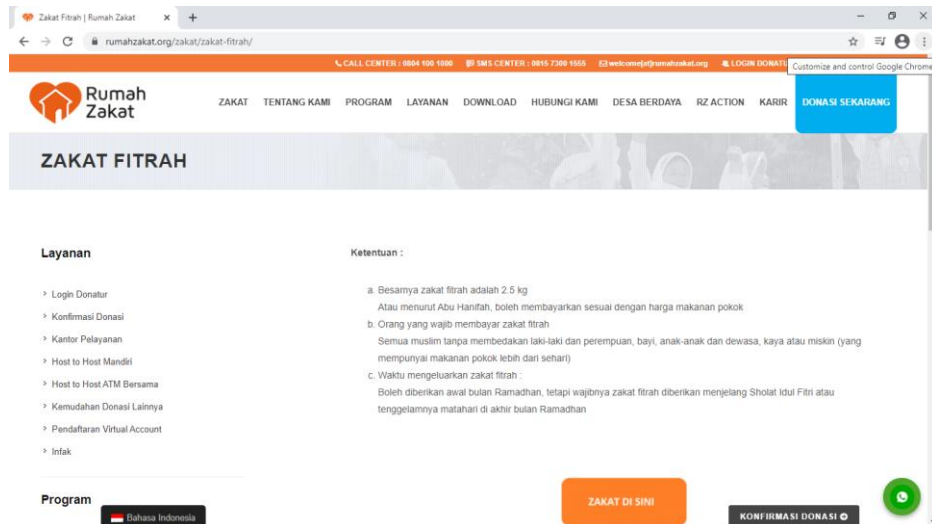 Zakat Fitrah | Rumah Zakat
rumahzakat.org/zakat/zakat-fitrah/
CALL CENTER : 0804 100 1000 SMS CENTER : 0815 7300 1555 welcome[at]rumahzakat.org LOGIN DONATU
Customize and control Google Chrome
Rumah
Zakat
ZAKAT TENTANG KAMI PROGRAM LAYANAN DOWNLOAD HUBUNGI KAMI DESA BERDAYA RZ ACTION KARIR DONASI SEKARANG
ZAKAT FITRAH
Layanan
> Login Donatur
> Konfirmasi Donasi
> Kantor Pelayanan
> Host to Host Mandiri
> Host to Host ATM Bersama
> Kemudahan Donasi Lainnya
> Pendaftaran Virtual Account
> Infak
Program
Bahasa Indonesia
Ketentuan :
a. Besarnya zakat fitrah adalah 2.5 kg
Atau menurut Abu Hanifah, boleh membayarkan sesuai dengan harga makanan pokok
b. Orang yang wajib membayar zakat fitrah
Semua muslim tanpa membedakan laki-laki dan perempuan, bayi, anak-anak dan dewasa, kaya atau miskin (yang
mempunyai makanan pokok lebih dari sehari)
c. Waktu mengeluarkan zakat fitrah :
Boleh diberikan awal bulan Ramadhan, tetapi wajibnya zakat fitrah diberikan menjelang Sholat Idul Fitri atau
tenggelamnya matahari di akhir bulan Ramadhan
ZAKAT DI SINI
KONFIRMASI DONASI